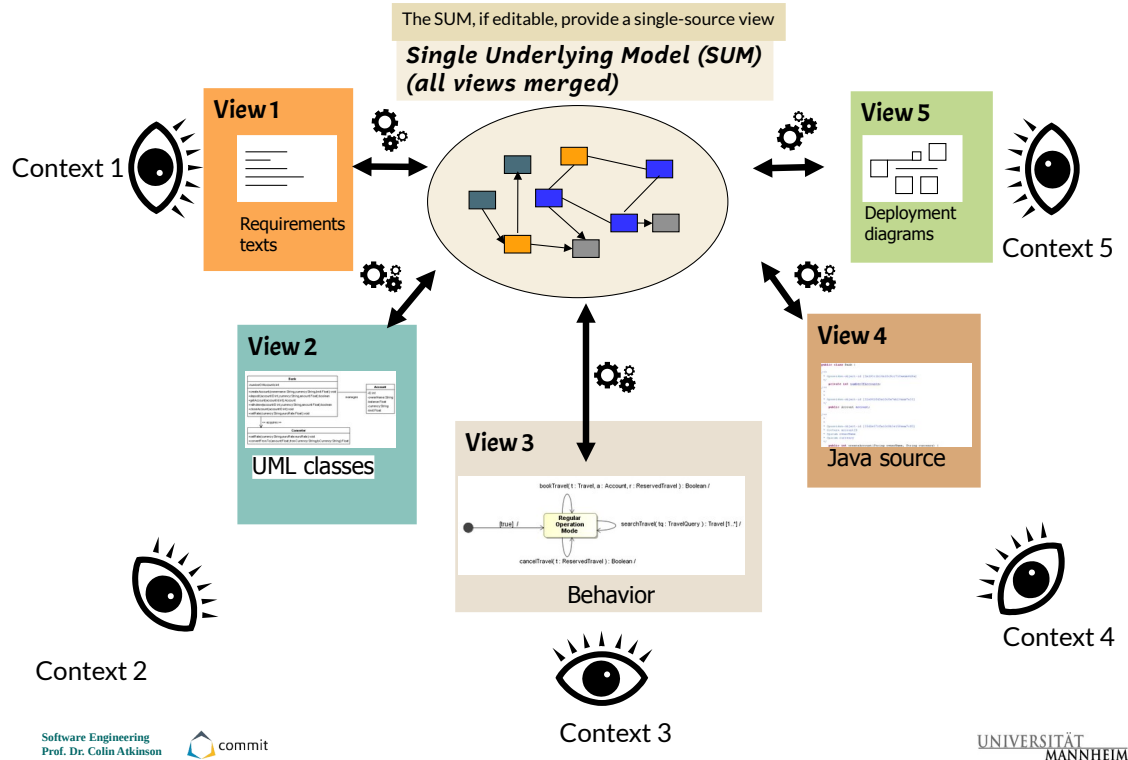 The SUM, if editable, provide a single-source view
Single Underlying Model (SUM)
(all views merged)
View 1
Requirements
texts
Context 1
View 5
Deployment
diagrams
Context 5
View 2
UML classes
View 3
bookTravel( t : Travel, a : Account, r : ReservedTravel ) : Boolean /
[true] /
Regular
Operation
Mode
searchTravel( tq : TravelQuery ) : Travel [1..*] /
cancelTravel( t : ReservedTravel ) : Boolean /
Behavior
View 4
Java source
Context 2
Context 3
Context 4
Software Engineering
Prof. Dr. Colin Atkinson
commit
UNIVERSITÄT
MANNHEIM